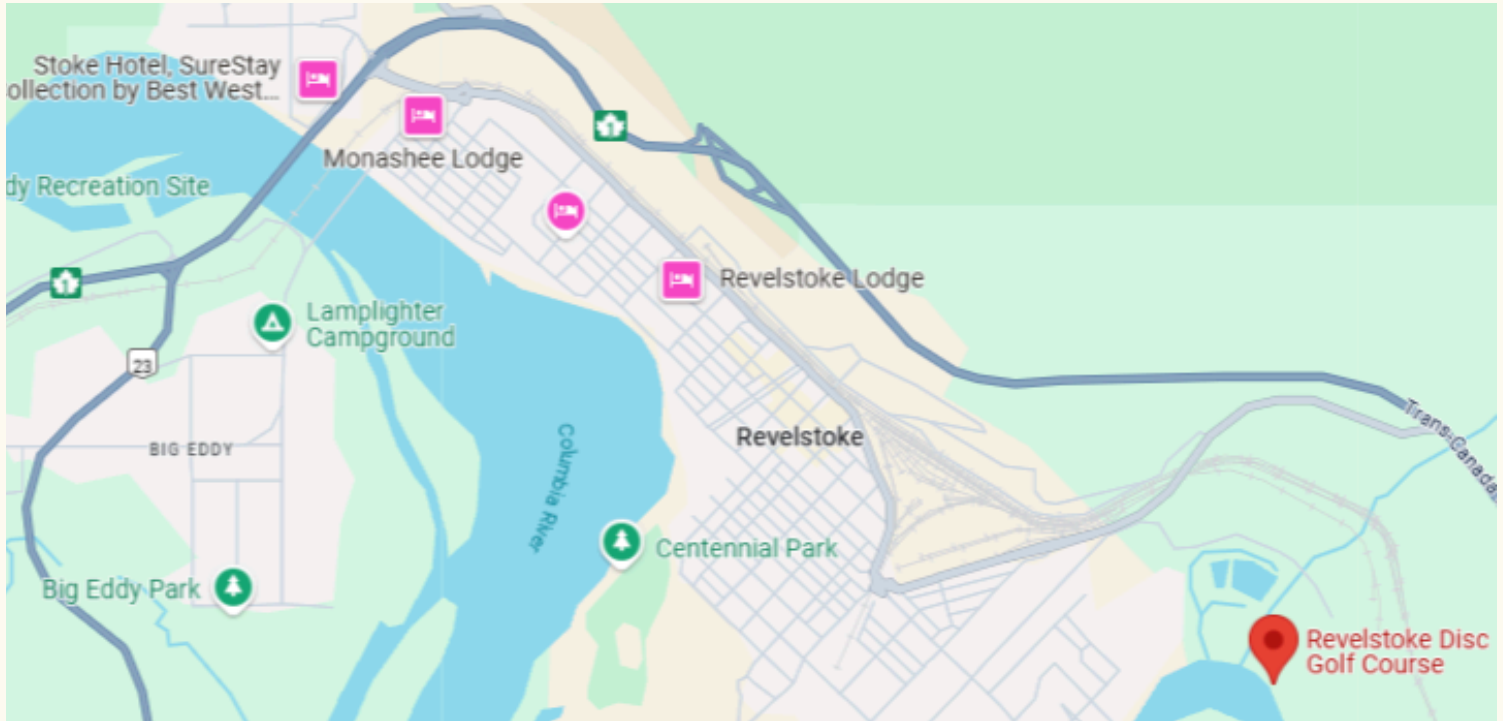 Stoke Hotel, SureStay
ollection by Best West...
Monashee Lodge
1
dy Recreation Site
Revelstoke Lodge
1
Lamplighter
Campground
23
Trans-Canada
Revelstoke
BIG EDDY
Columbia River
Centennial Park
Big Eddy Park
Revelstoke Disc
Golf Course